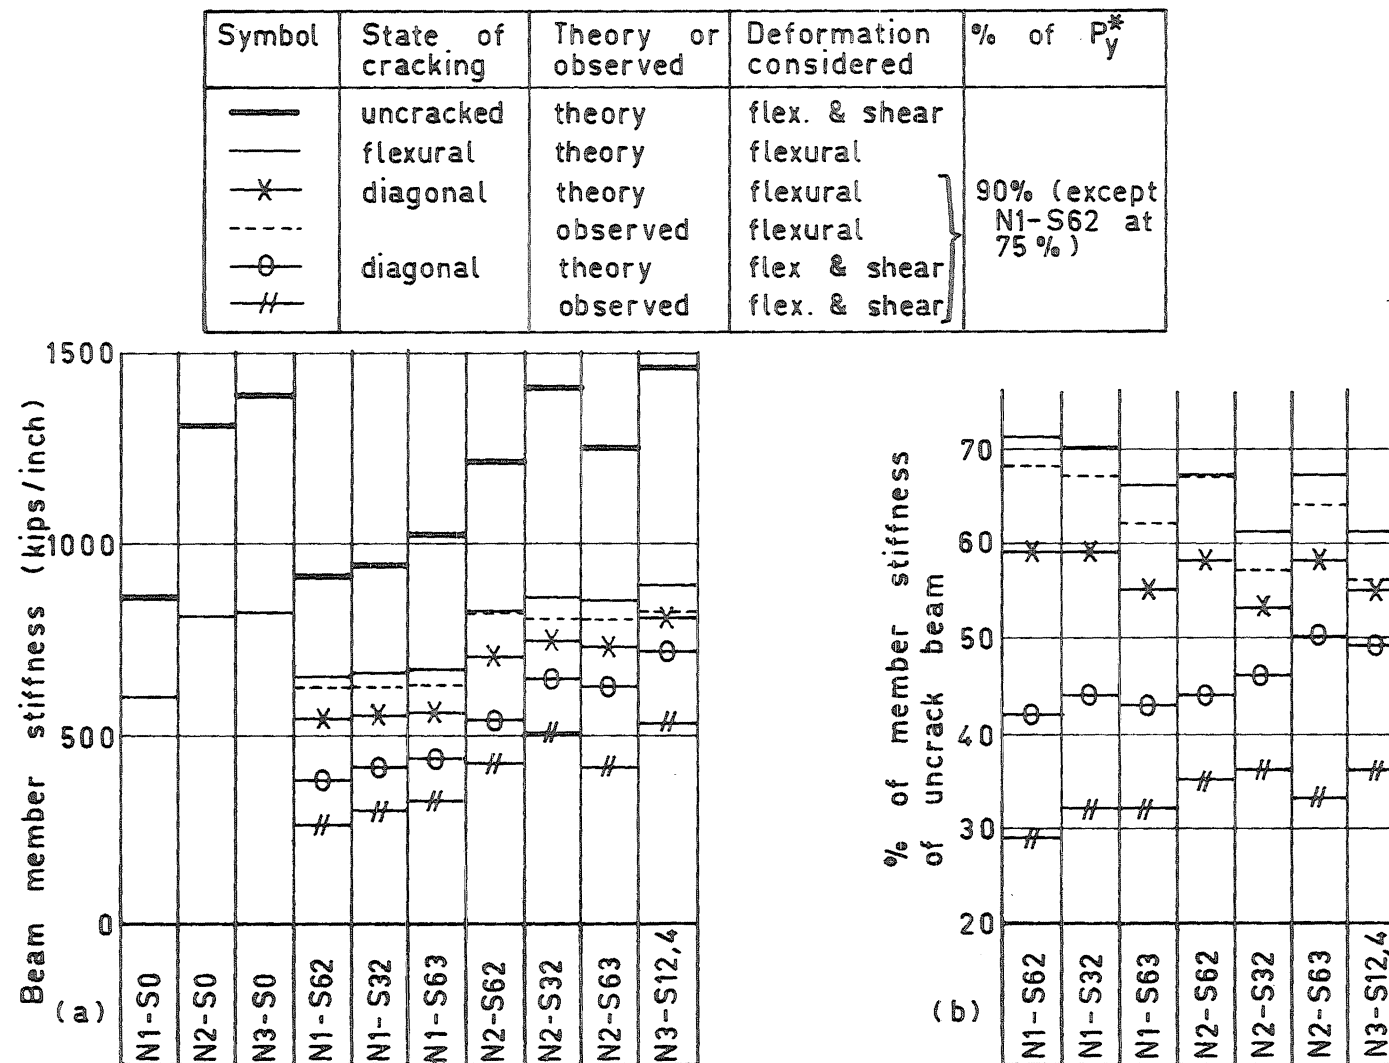 Symbol State of Theory or Deformation % of P*y
cracking observed considered
uncracked theory flex. & shear
flexural theory flexural
diagonal theory flexural 90% (except
N1-S62 at
observed flexural 75%)
diagonal theory flex & shear
observed flex. & shear
Beam member stiffness (kips/inch)
1500
1000
500
0
(a)
N1-S0
N2-S0
N3-S0
N1-S62
N1-S32
N1-S63
N2-S62
N2-S32
N2-S63
N3-S12,4
% of member stiffness
of uncrack beam
70
60
50
40
30
20
(b)
N1-S62
N1-S32
N1-S63
N2-S62
N2-S32
N2-S63
N3-S12,4